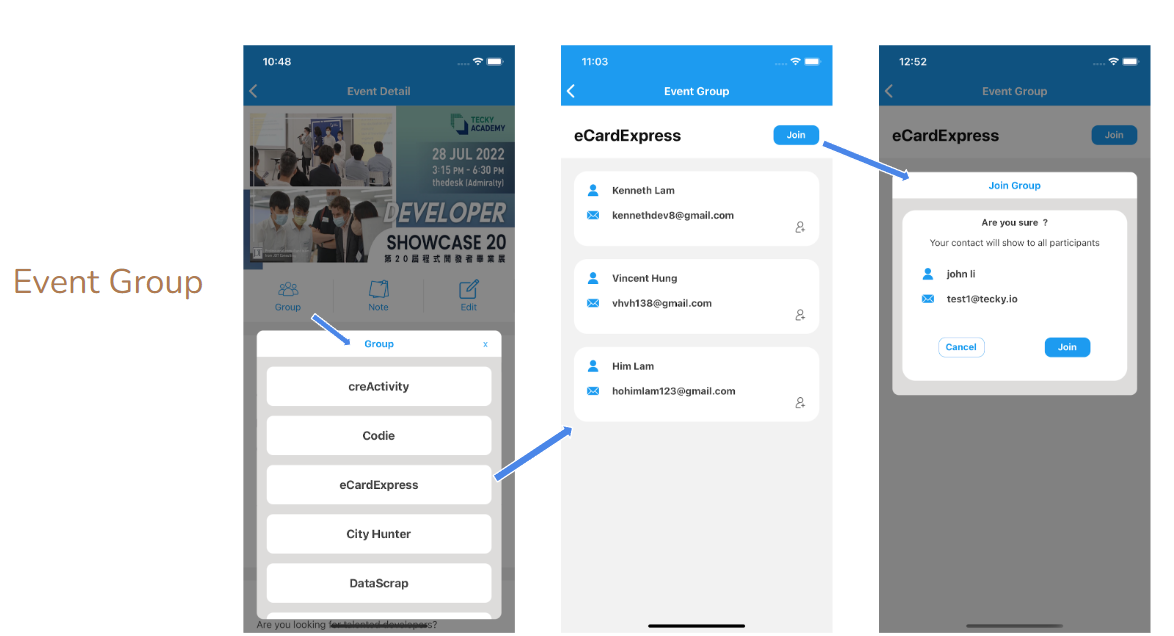 Event Group
10:48
Event Detail
TECKY
ACADEMY
28 JUL 2022
3:15 PM - 6:30 PM
thedesk (Admiralty)
DEVELOPER
SHOWCASE 20
第20屆程式開發者畢業展
Group
Note
Edit
Group
x
creActivity
Codie
eCardExpress
City Hunter
DataScrap
Are you looking for talented developers?
11:03
Event Group
eCardExpress
Join
Kenneth Lam
kennethdev8@gmail.com
Vincent Hung
vhvh138@gmail.com
Him Lam
hohimlam123@gmail.com
12:52
Event Group
eCardExpress
Join
Join Group
Are you sure ?
Your contact will show to all participants
john li
test1@tecky.io
Cancel
Join